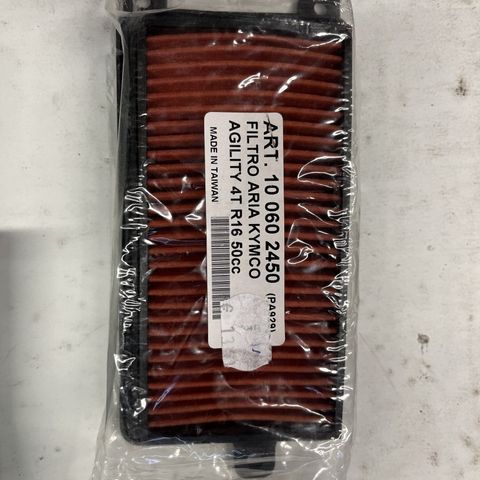 ART. 10 060 2450
(PA929)
FILTRO ARIA KYMCO
AGILITY 4T R16 50cc
MADE IN TAIWAN